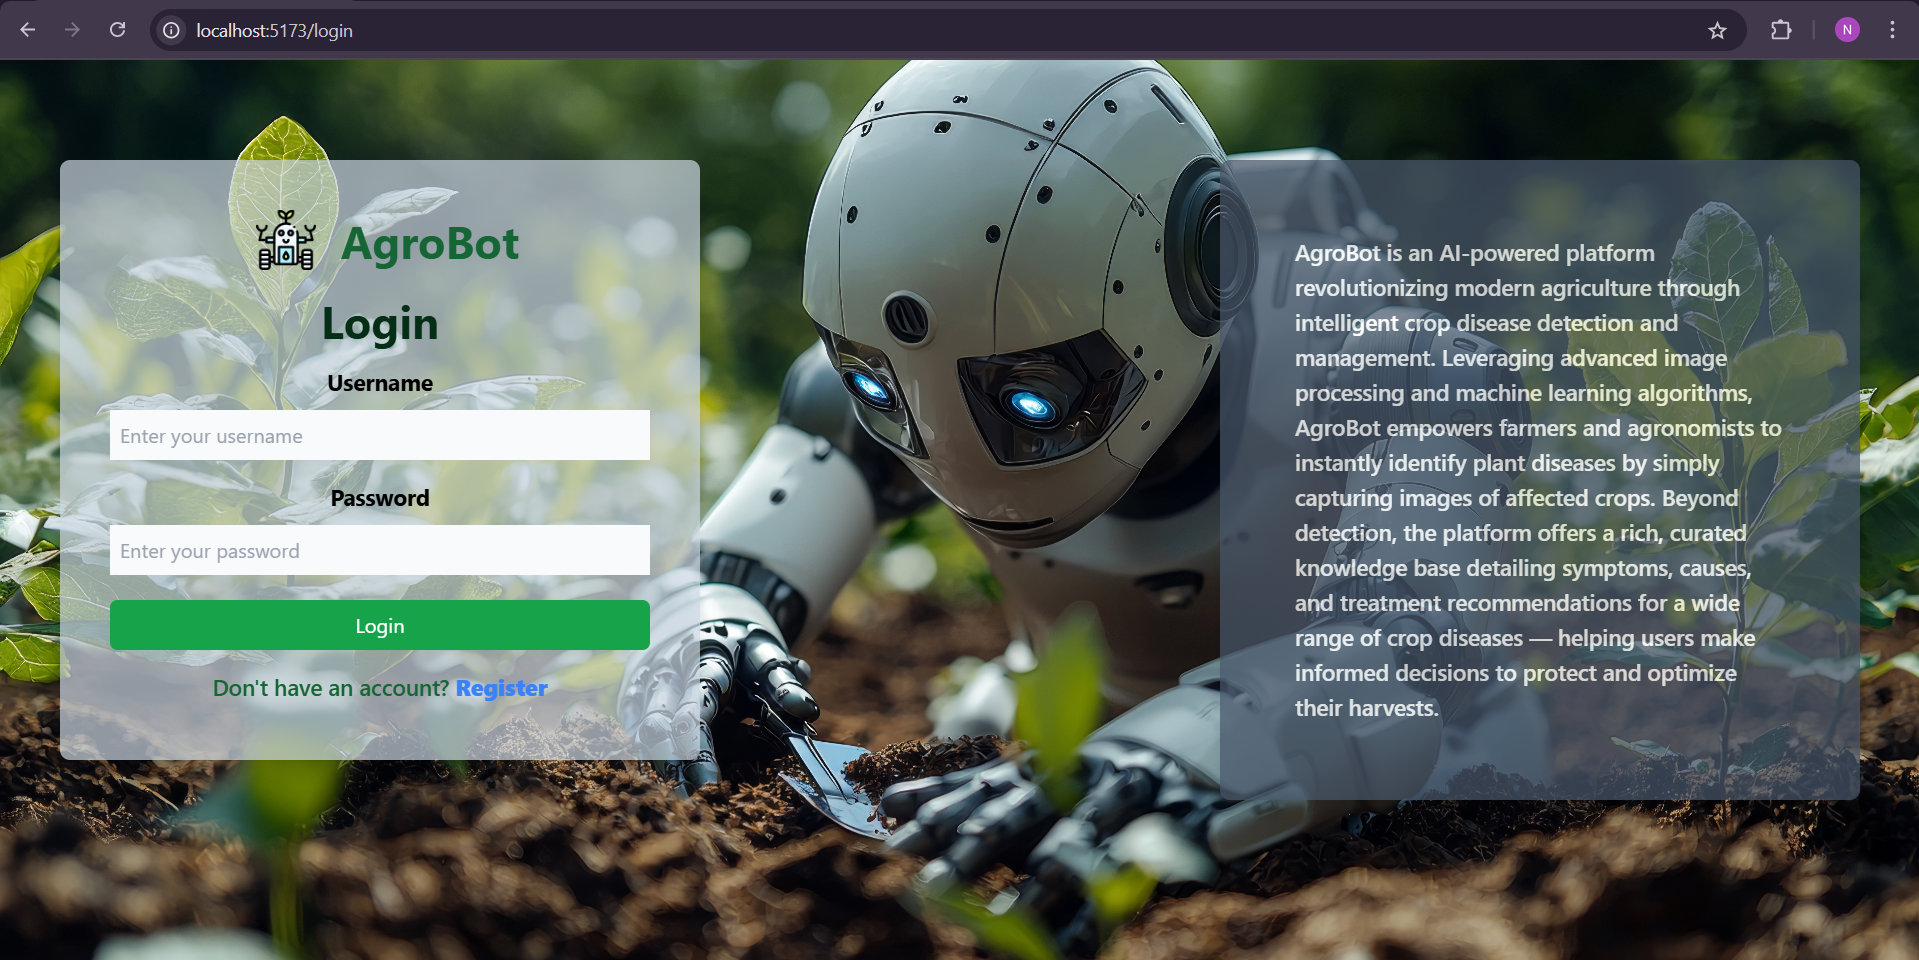 localhost:5173/login
N
AgroBot
Login
Username
Enter your username
Password
Enter your password
Login
Don't have an account? Register
AgroBot is an AI-powered platform
revolutionizing modern agriculture through
intelligent crop disease detection and
management. Leveraging advanced image
processing and machine learning algorithms,
AgroBot empowers farmers and agronomists to
instantly identify plant diseases by simply
capturing images of affected crops. Beyond
detection, the platform offers a rich, curated
knowledge base detailing symptoms, causes,
and treatment recommendations for a wide
range of crop diseases — helping users make
informed decisions to protect and optimize
their harvests.